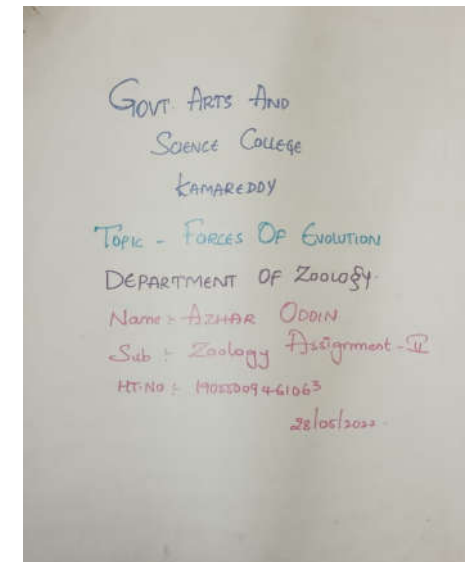 GOVT. ARTS AND
SCIENCE COLLEGE
KAMAREDDY
TOPIC - FORCES OF EVOLUTION
DEPARTMENT OF ZOOLOGY.
Name :- AZHAR ODDIN
Sub :- Zoology Assignment - II
HT.NO :-
28/05/2022.